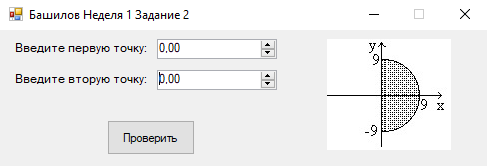 Башилов Неделя 1 Задание 2
Введите первую точку: 0,00
Введите вторую точку: 0,00
Проверить
y
9
9
x
-9